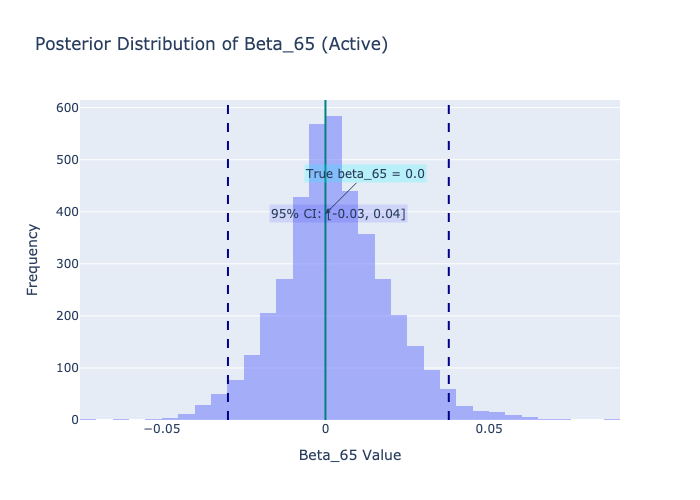 Posterior Distribution of Beta_65 (Active)
600
500
400
300
200
100
0
Frequency
True beta_65 = 0.0
95% CI: [-0.03, 0.04]
−0.05
0
0.05
Beta_65 Value